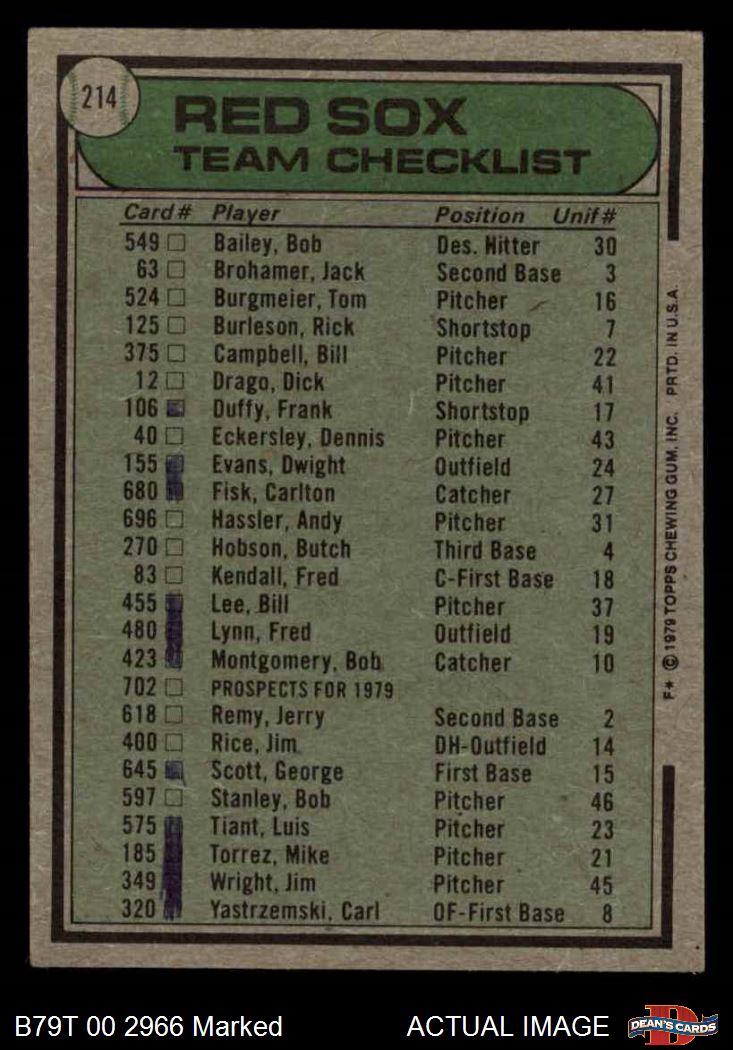 214
RED SOX
TEAM CHECKLIST
Card # Player Position Unif #
549 Bailey, Bob Des. Hitter 30
63 Brohamer, Jack Second Base 3
524 Burgmeier, Tom Pitcher 16
125 Burleson, Rick Shortstop 7
375 Campbell, Bill Pitcher 22
12 Drago, Dick Pitcher 41
106 Duffy, Frank Shortstop 17
40 Eckersley, Dennis Pitcher 43
155 Evans, Dwight Outfield 24
680 Fisk, Carlton Catcher 27
696 Hassler, Andy Pitcher 31
270 Hobson, Butch Third Base 4
83 Kendall, Fred C-First Base 18
455 Lee, Bill Pitcher 37
480 Lynn, Fred Outfield 19
423 Montgomery, Bob Catcher 10
702 PROSPECTS FOR 1979
618 Remy, Jerry Second Base 2
400 Rice, Jim DH-Outfield 14
645 Scott, George First Base 15
597 Stanley, Bob Pitcher 46
575 Tiant, Luis Pitcher 23
185 Torrez, Mike Pitcher 21
349 Wright, Jim Pitcher 45
320 Yastrzemski, Carl OF-First Base 8
F* © 1979 TOPPS CHEWING GUM, INC. PRTD. IN U.S.A.
B79T 00 2966 Marked ACTUAL IMAGE
DEAN'S CARDS